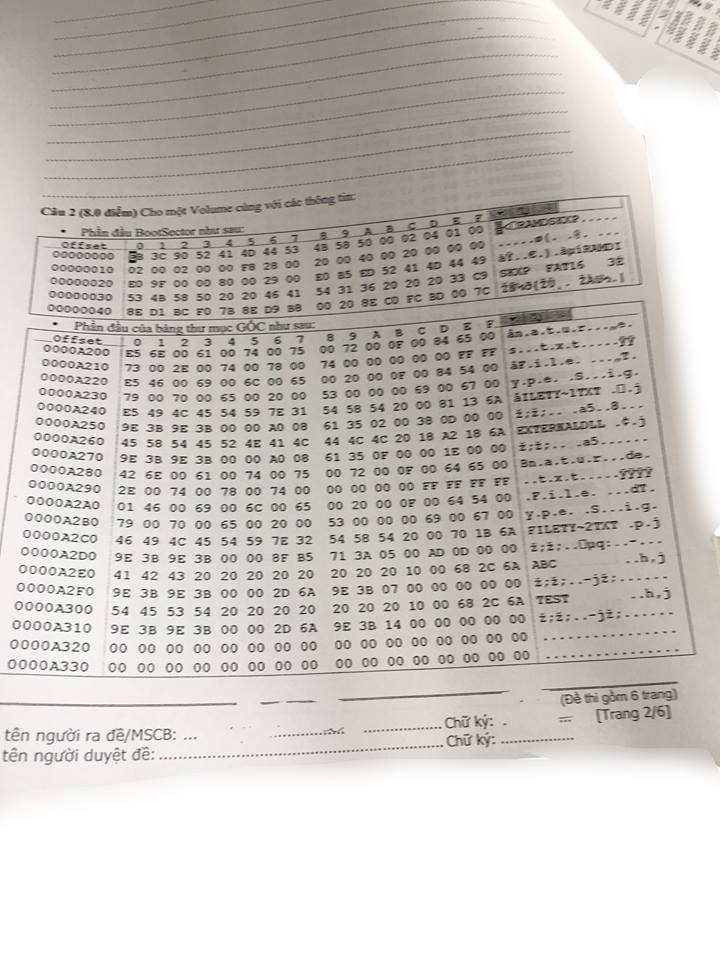 Câu 2 (8.0 điểm) Cho một Volume cùng với các thông tin:
• Phần đầu BootSector như sau:
Offset 0 1 2 3 4 5 6 7 8 9 A B C D E F
00000000 3C 90 52 41 4D 44 53 4B 58 50 00 02 04 01 00
00000010 02 00 02 00 00 F8 28 00 20 00 40 00 20 00 00 00
00000020 E0 9F 00 00 80 00 29 00 E0 B5 ED 52 41 4D 44 49
00000030 53 4B 58 50 20 20 46 41 54 31 36 20 20 20 33 C9
00000040 8E D1 BC F0 7B 8E D9 B8 00 20 8E C0 FC BD 00 7C
• Phần đầu của bảng thư mục GỐC như sau:
Offset 0 1 2 3 4 5 6 7 8 9 A B C D E F
0000A200 E5 6E 00 61 00 74 00 75 00 72 00 0F 00 84 65 00
0000A210 73 00 2E 00 74 00 78 00 74 00 00 00 00 00 FF FF
0000A220 E5 46 00 69 00 6C 00 65 00 20 00 0F 00 84 54 00
0000A230 79 00 70 00 65 00 20 00 53 00 00 00 69 00 67 00
0000A240 E5 49 4C 45 54 59 7E 31 54 58 54 20 00 81 13 6A
0000A250 9E 3B 9E 3B 00 00 A0 08 61 35 02 00 38 0D 00 00
0000A260 45 58 54 45 52 4E 41 4C 44 4C 4C 20 18 A2 18 6A EXTERNALDLL
0000A270 9E 3B 9E 3B 00 00 A0 08 61 35 0F 00 00 1E 00 00
0000A280 42 6E 00 61 00 74 00 75 00 72 00 0F 00 64 65 00
0000A290 2E 00 74 00 78 00 74 00 00 00 00 00 FF FF FF FF
0000A2A0 01 46 00 69 00 6C 00 65 00 20 00 0F 00 64 54 00
0000A2B0 79 00 70 00 65 00 20 00 53 00 00 00 69 00 67 00
0000A2C0 46 49 4C 45 54 59 7E 32 54 58 54 20 00 70 1B 6A FILETY~2TXT .p.j
0000A2D0 9E 3B 9E 3B 00 00 8F B5 71 3A 05 00 AD 0D 00 00
0000A2E0 41 42 43 20 20 20 20 20 20 20 20 10 00 68 2C 6A ABC ..h,j
0000A2F0 9E 3B 9E 3B 00 00 2D 6A 9E 3B 07 00 00 00 00 00
0000A300 54 45 53 54 20 20 20 20 20 20 20 10 00 68 2C 6A TEST ..h,j
0000A310 9E 3B 9E 3B 00 00 2D 6A 9E 3B 14 00 00 00 00 00
0000A320 00 00 00 00 00 00 00 00 00 00 00 00 00 00 00 00 ................
0000A330 00 00 00 00 00 00 00 00 00 00 00 00 00 00 00 00 ................
(Đề thi gồm 6 trang)
[Trang 2/6]
tên người ra đề/MSCB: ... Chữ ký:
tên người duyệt đề: Chữ ký: